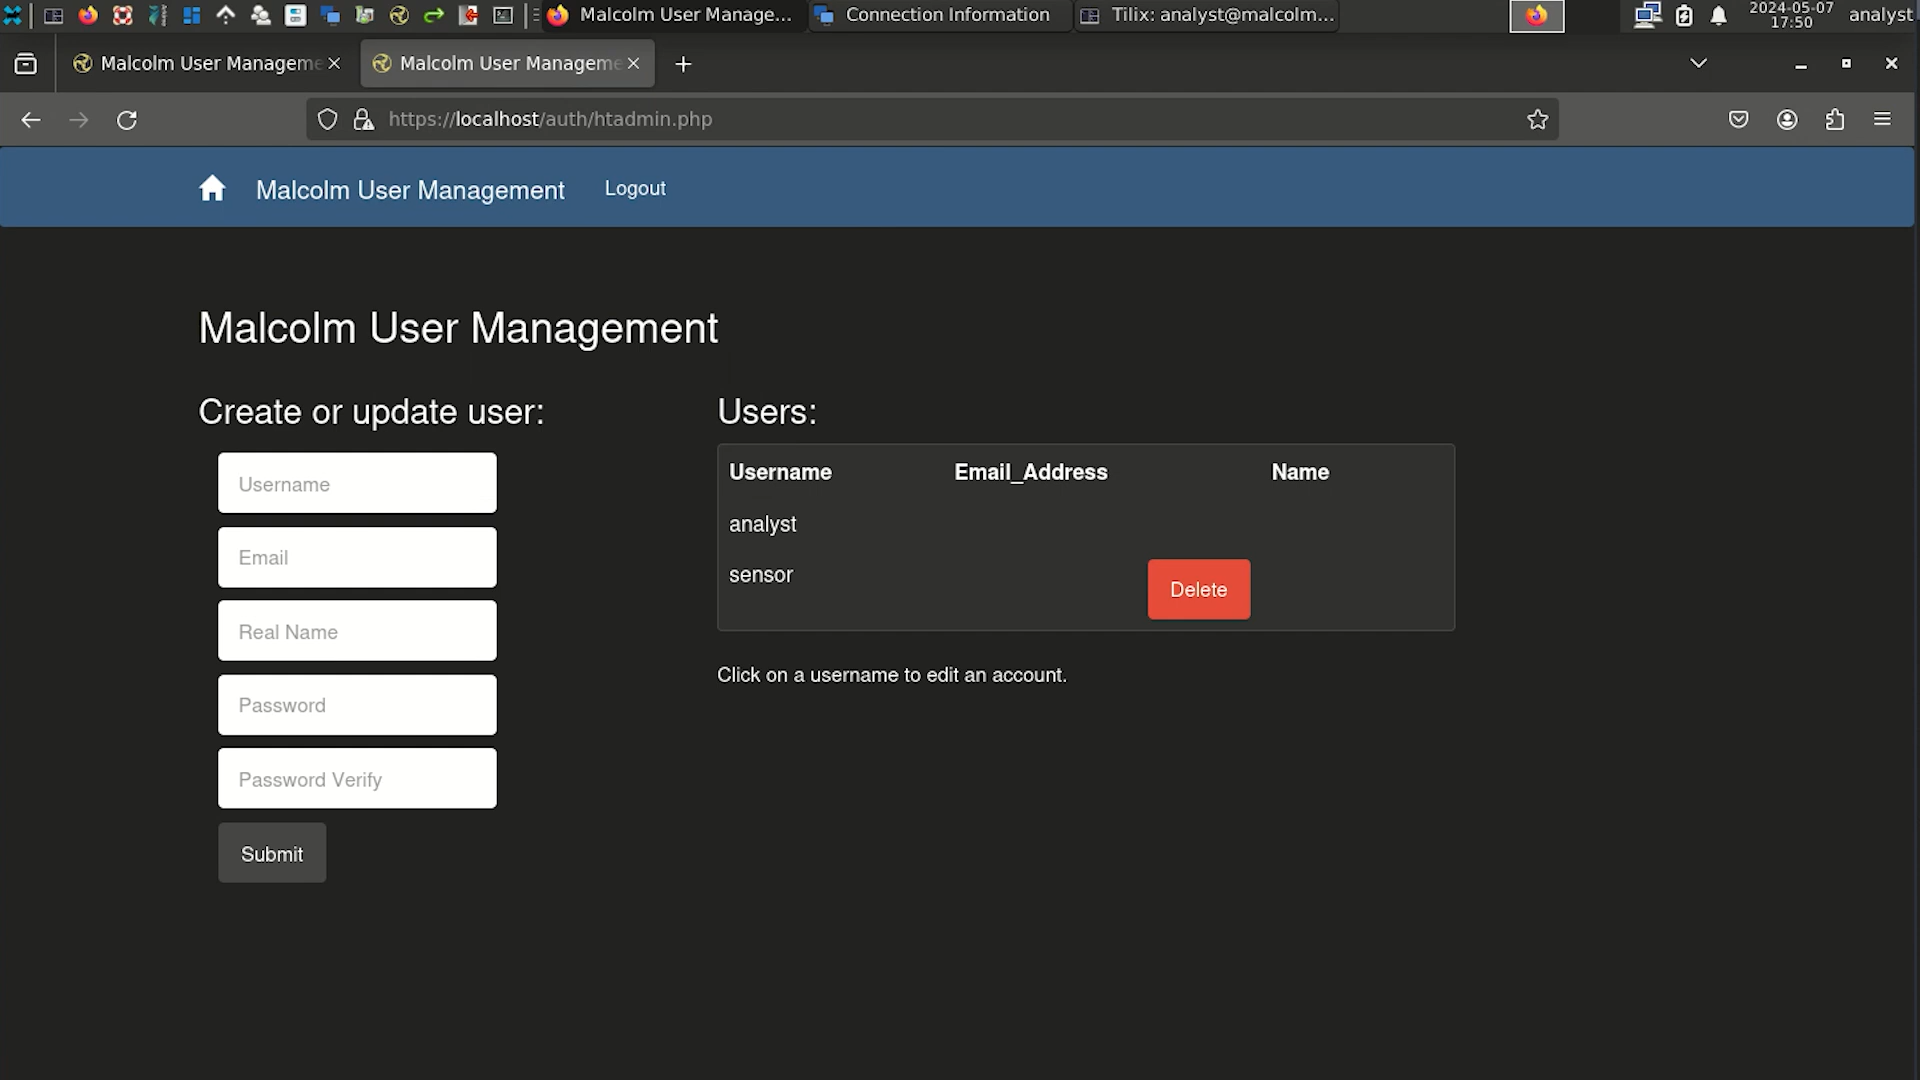 Malcolm User Manage...
Connection Information
Tilix: analyst@malcolm...
2024-05-07
17:50
analyst
Malcolm User Manageme
Malcolm User Manageme
https://localhost/auth/htadmin.php
Malcolm User Management
Logout
Malcolm User Management
Create or update user:
Username
Email
Real Name
Password
Password Verify
Submit
Users:
Username Email_Address Name
analyst
sensor
Delete
Click on a username to edit an account.